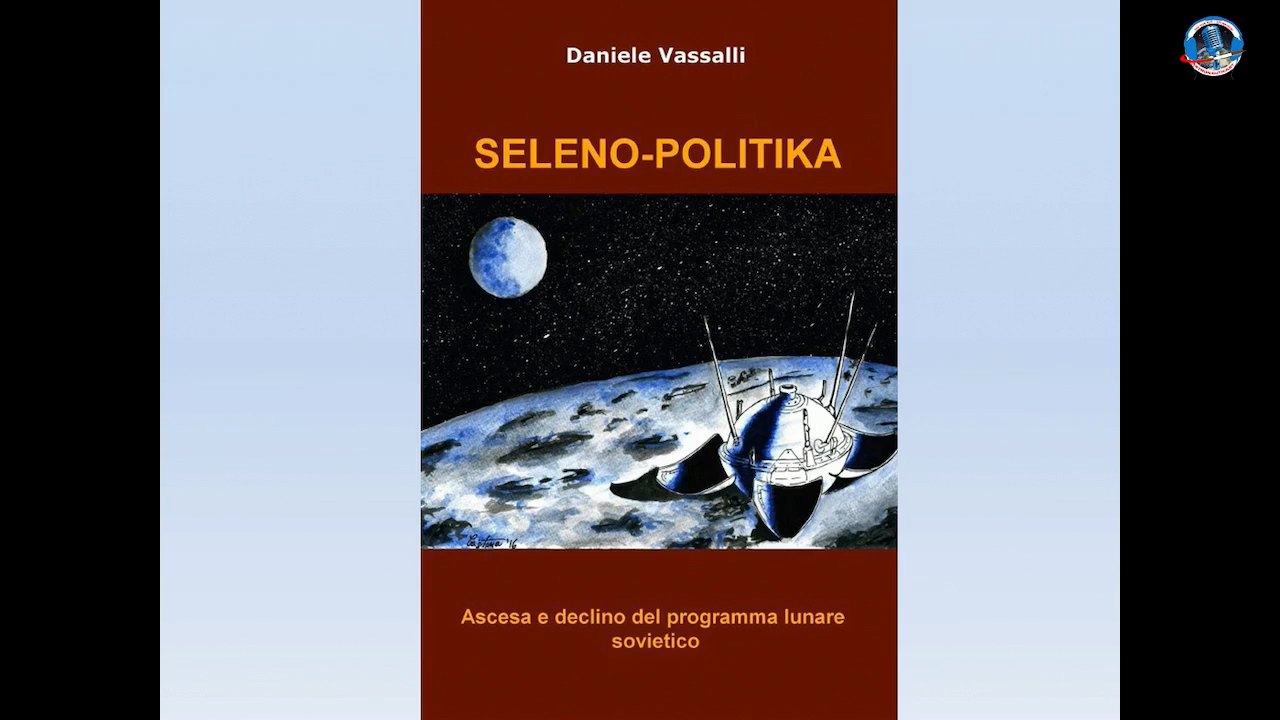 Daniele Vassalli
SELENO-POLITIKA
Ascesa e declino del programma lunare
sovietico